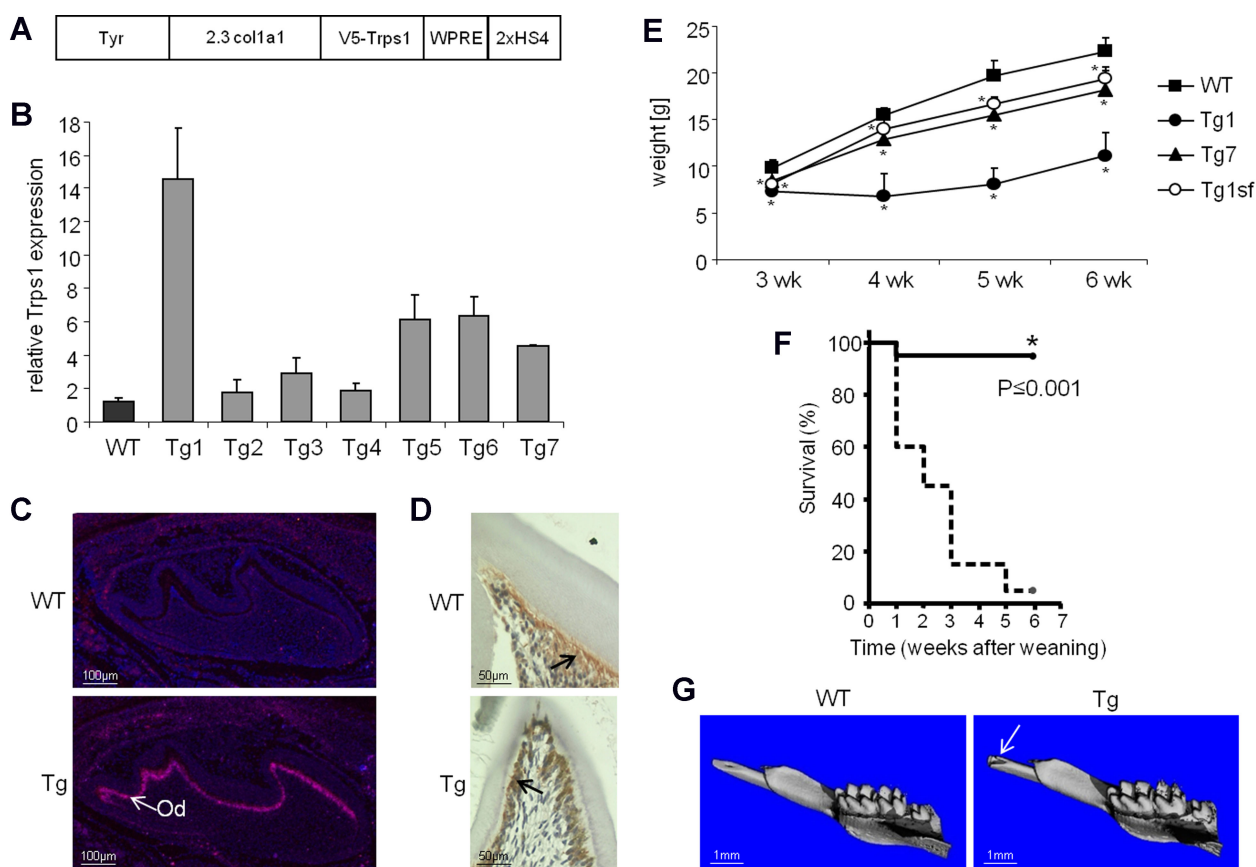 A
Tyr 2.3 col1a1 V5-Trps1 WPRE 2xHS4
B
relative Trps1 expression
18
16
14
12
10
8
6
4
2
0
WT Tg1 Tg2 Tg3 Tg4 Tg5 Tg6 Tg7
C
WT
100µm
Tg
Od
100µm
D
WT
50µm
Tg
50µm
E
weight [g]
25
20
15
10
5
0
* * * * * * * * * * * *
3 wk 4 wk 5 wk 6 wk
WT
Tg1
Tg7
Tg1sf
F
Survival (%)
100
80
60
40
20
0
*
P≤0.001
0 1 2 3 4 5 6 7
Time (weeks after weaning)
G
WT Tg
1mm 1mm